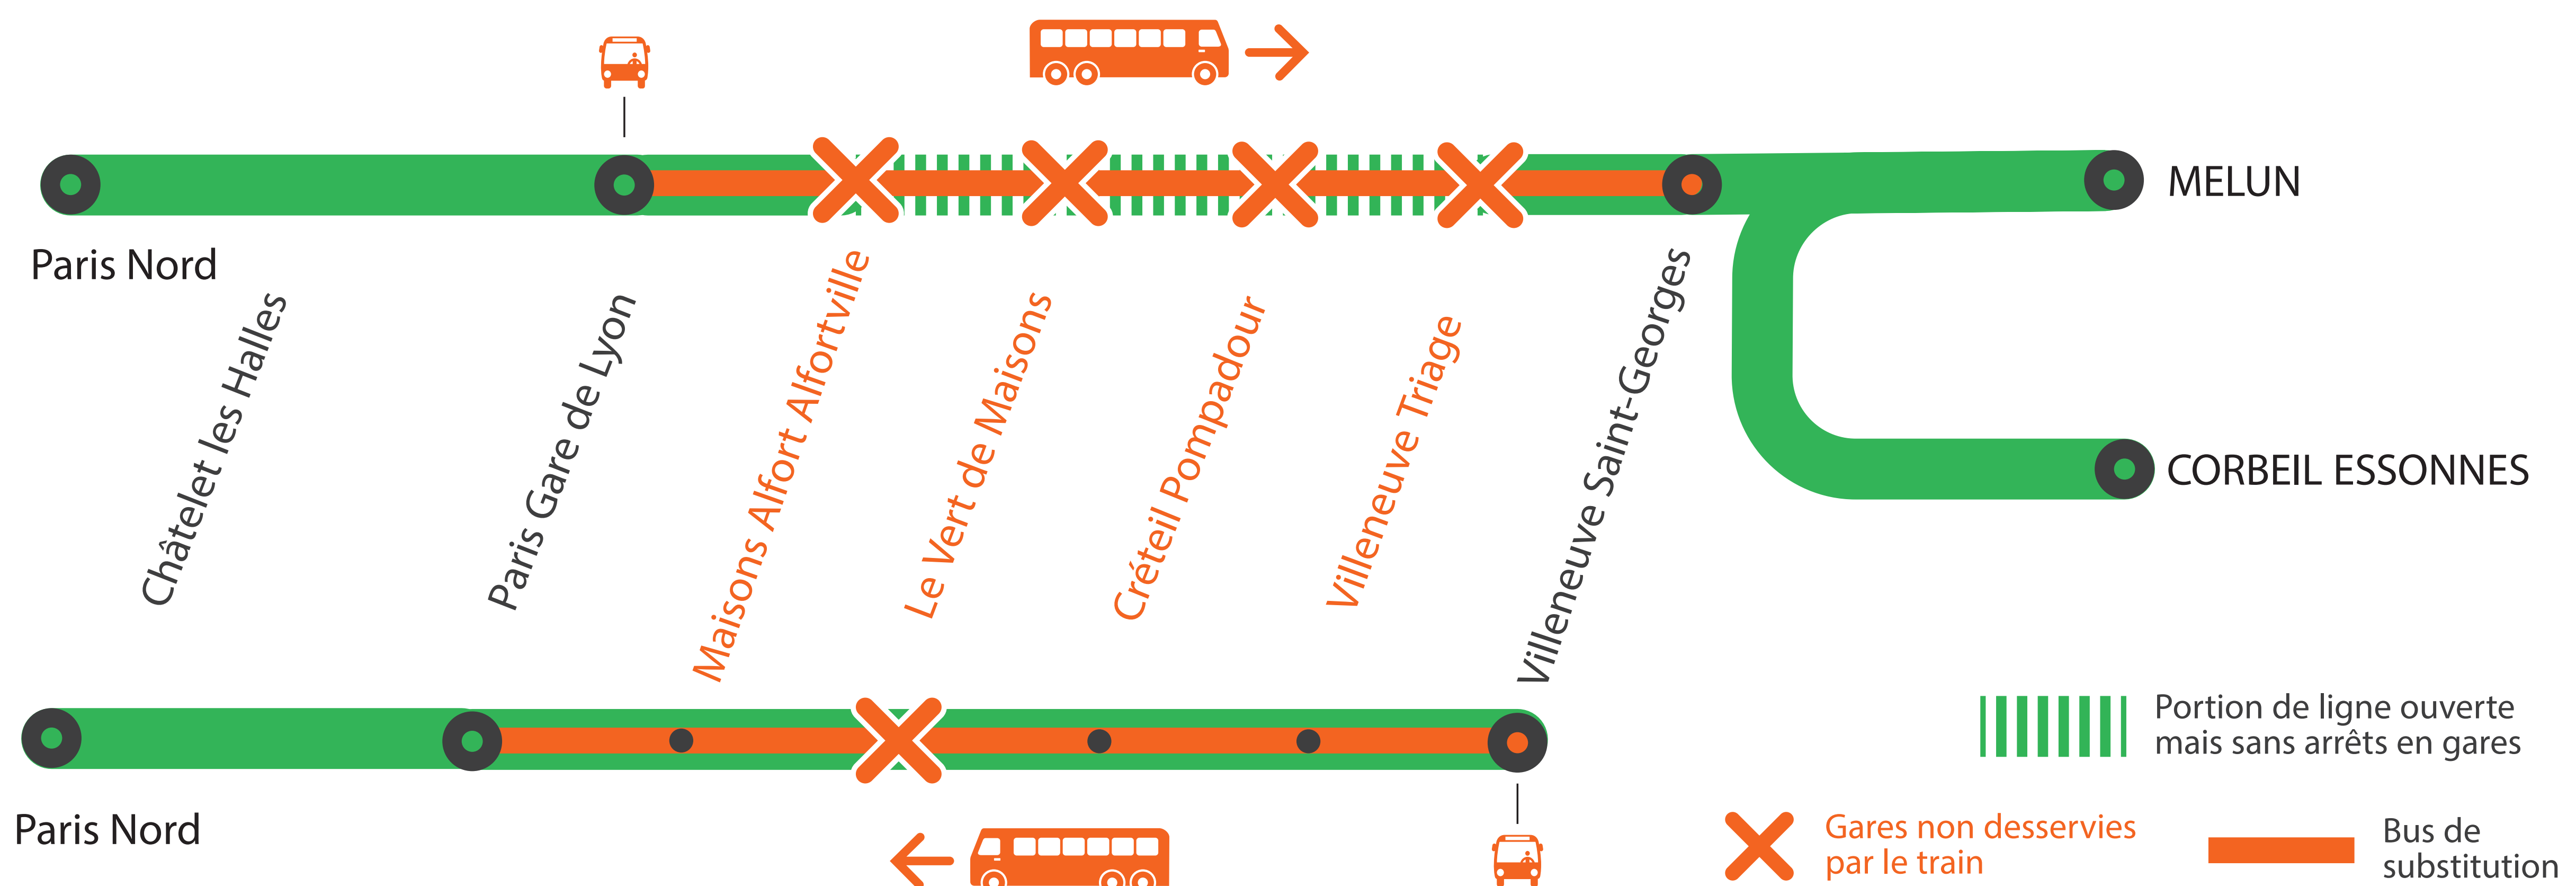 MELUN
Paris Nord
CORBEIL ESSONNES
Châtelet les Halles
Paris Gare de Lyon
Maisons Alfort Alfortville
Le Vert de Maisons
Créteil Pompadour
Villeneuve Triage
Villeneuve Saint-Georges
Paris Nord
Portion de ligne ouverte
mais sans arrêts en gares
Gares non desservies
par le train
Bus de
substitution